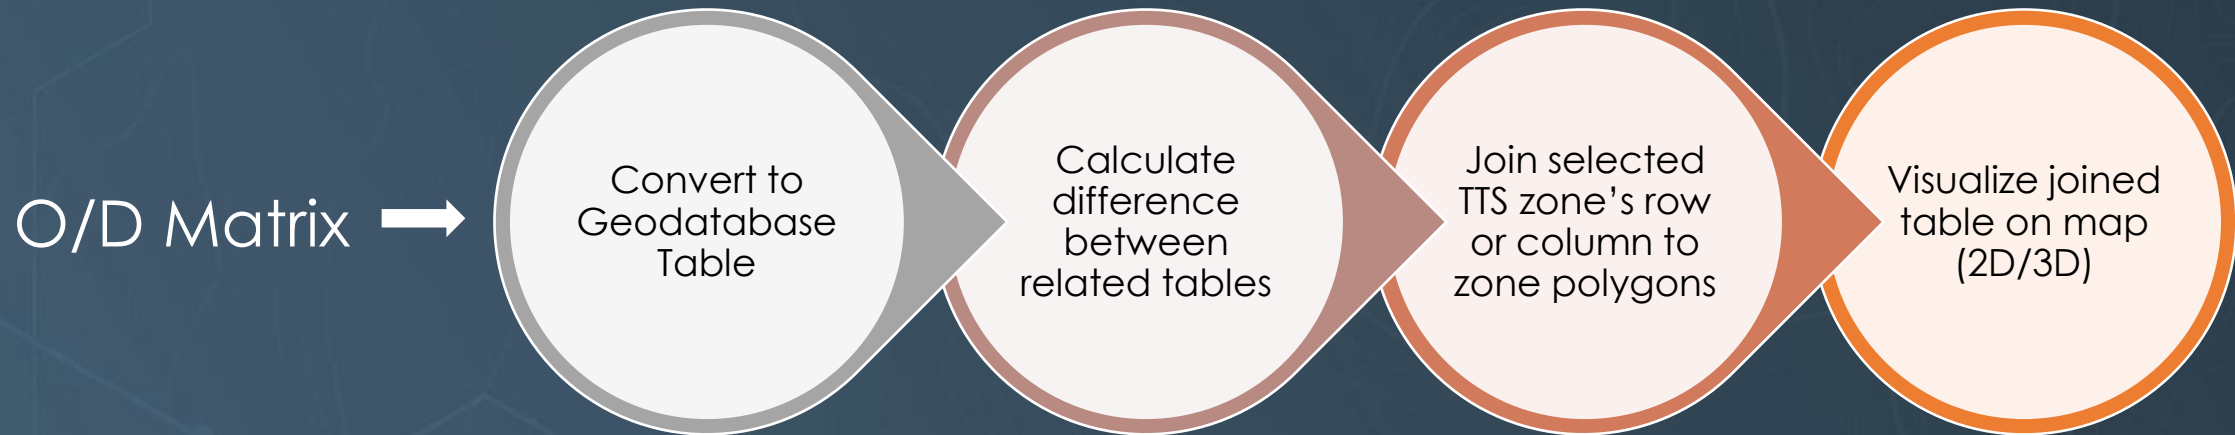 O/D Matrix
Convert to
Geodatabase
Table
Calculate
difference
between
related tables
Join selected
TTS zone’s row
or column to
zone polygons
Visualize joined
table on map
(2D/3D)